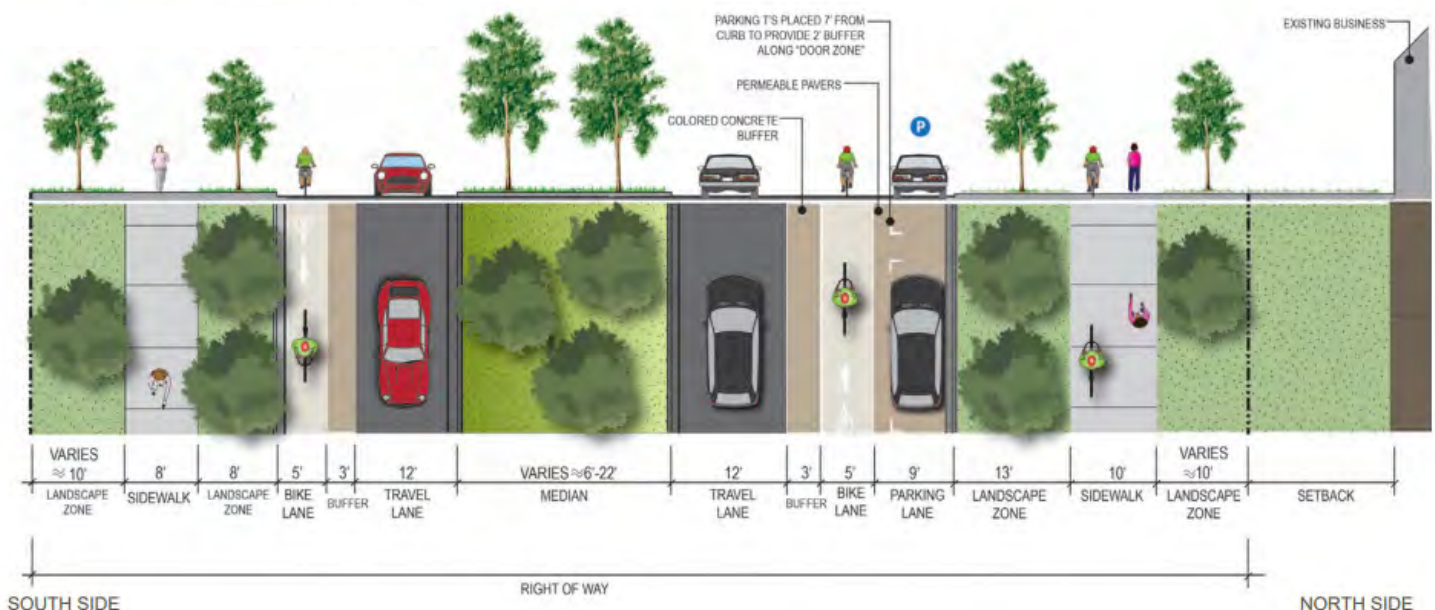 PARKING T'S PLACED 7' FROM
CURB TO PROVIDE 2' BUFFER
ALONG "DOOR ZONE"
EXISTING BUSINESS
PERMEABLE PAVERS
COLORED CONCRETE
BUFFER
P
VARIES
≈ 10'
8'
8'
5'
3'
12'
VARIES ≈6'-22'
12'
3'
5'
9'
13'
10'
VARIES
≈10'
LANDSCAPE
ZONE
SIDEWALK
LANDSCAPE
ZONE
BIKE
LANE
BUFFER
TRAVEL
LANE
MEDIAN
TRAVEL
LANE
BUFFER
BIKE
LANE
PARKING
LANE
LANDSCAPE
ZONE
SIDEWALK
LANDSCAPE
ZONE
SETBACK
RIGHT OF WAY
SOUTH SIDE
NORTH SIDE